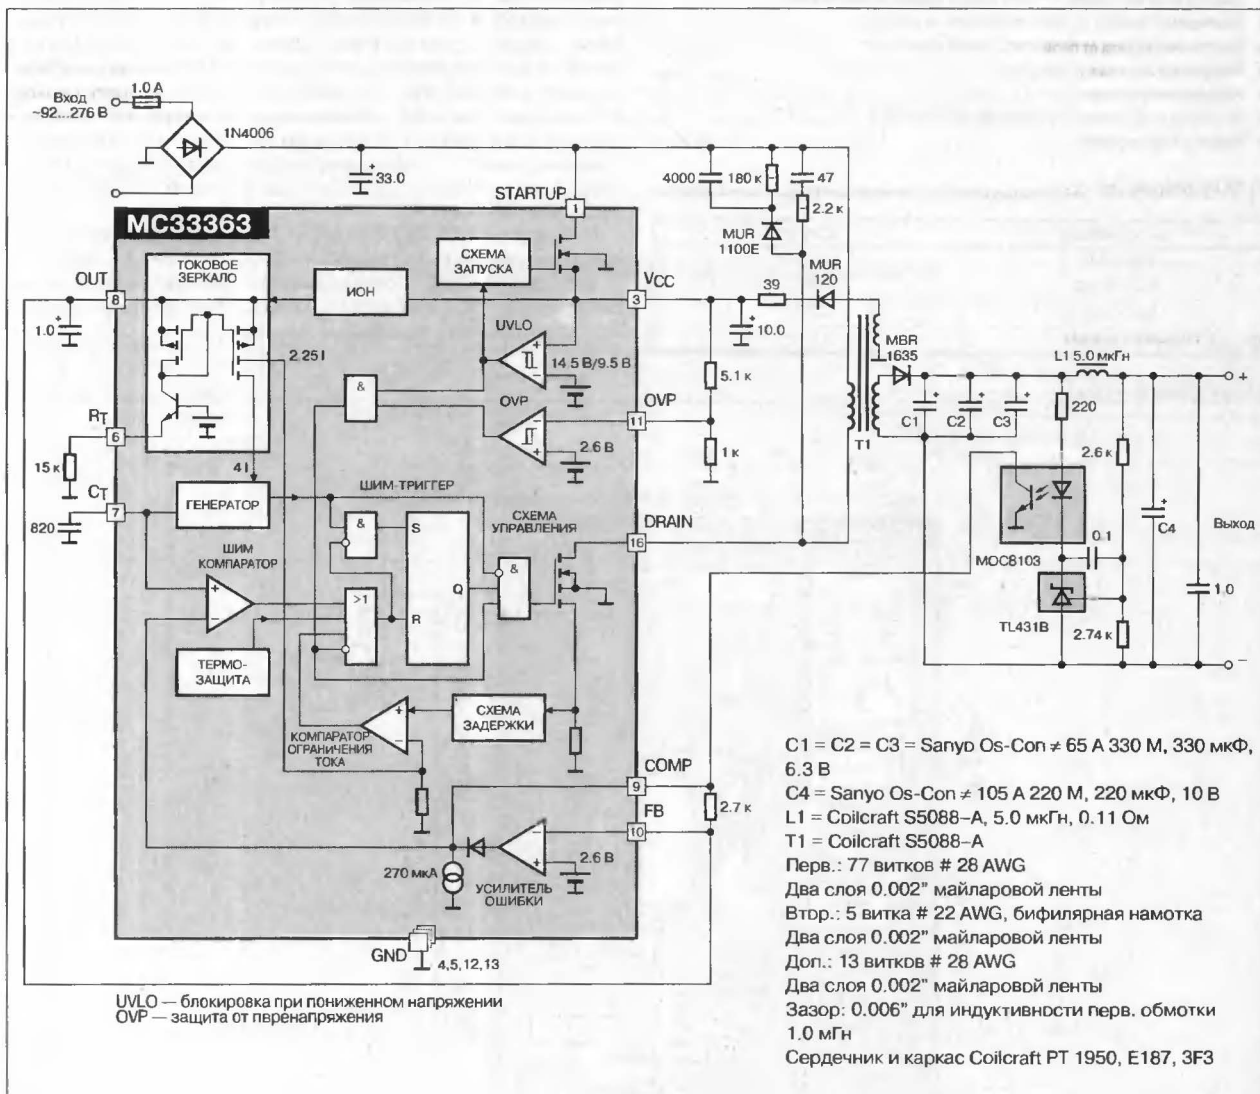 Вход
~92...276 В
1.0 А
1N4006
33.0
STARTUP
1
4000
180 к
47
2.2 к
MUR
1100E
MUR
120
MC33363
ТОКОВОЕ
ЗЕРКАЛО
ИОН
СХЕМА
ЗАПУСКА
OUT
8
1.0
VCC
3
39
10.0
UVLO
14.5 В/9.5 В
2.25 I
&
OVP
2.6 В
OVP
11
5.1 к
1 к
T1
MBR
1635
L1 5.0 мкГн
+
C1
C2
C3
220
2.6 к
RT
6
15 к
4 I
CT
7
820
ГЕНЕРАТОР
ШИМ-ТРИГГЕР
&
S
Q
R
СХЕМА
УПРАВЛЕНИЯ
&
DRAIN
16
ШИМ
КОМПАРАТОР
>1
ТЕРМО-
ЗАЩИТА
MOC8103
0.1
C4
Выход
1.0
TL431B
2.74 к
–
КОМПАРАТОР
ОГРАНИЧЕНИЯ
ТОКА
СХЕМА
ЗАДЕРЖКИ
COMP
9
FB
10
2.7 к
270 мкА
УСИЛИТЕЛЬ
ОШИБКИ
2.6 В
GND
4,5,12,13
UVLO — блокировка при пониженном напряжении
OVP — защита от перенапряжения
C1 = C2 = C3 = Sanyo Os-Con ≠ 65 A 330 M, 330 мкФ,
6.3 В
C4 = Sanyo Os-Con ≠ 105 A 220 M, 220 мкФ, 10 В
L1 = Coilcraft S5088–A, 5.0 мкГн, 0.11 Ом
T1 = Coilcraft S5088–A
Перв.: 77 витков # 28 AWG
Два слоя 0.002" майларовой ленты
Втор.: 5 витка # 22 AWG, бифилярная намотка
Два слоя 0.002" майларовой ленты
Доп.: 13 витков # 28 AWG
Два слоя 0.002" майларовой ленты
Зазор: 0.006" для индуктивности перв. обмотки
1.0 мГн
Сердечник и каркас Coilcraft PT 1950, E187, 3F3